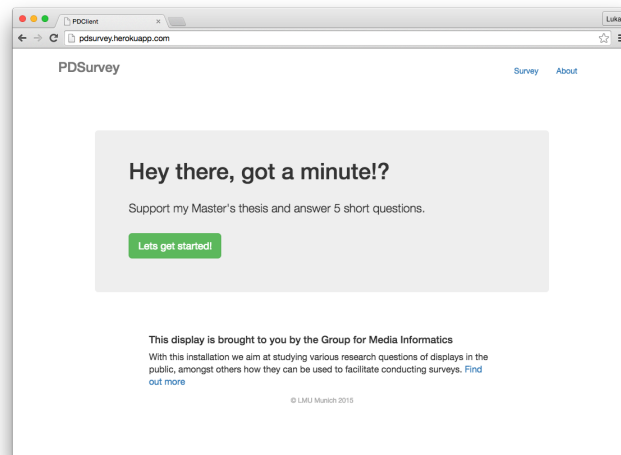 PDClient
Luka
pdsurvey.herokuapp.com
PDSurvey
Survey
About
Hey there, got a minute!?
Support my Master's thesis and answer 5 short questions.
Lets get started!
This display is brought to you by the Group for Media Informatics
With this installation we aim at studying various research questions of displays in the
public, amongst others how they can be used to facilitate conducting surveys. Find
out more
© LMU Munich 2015